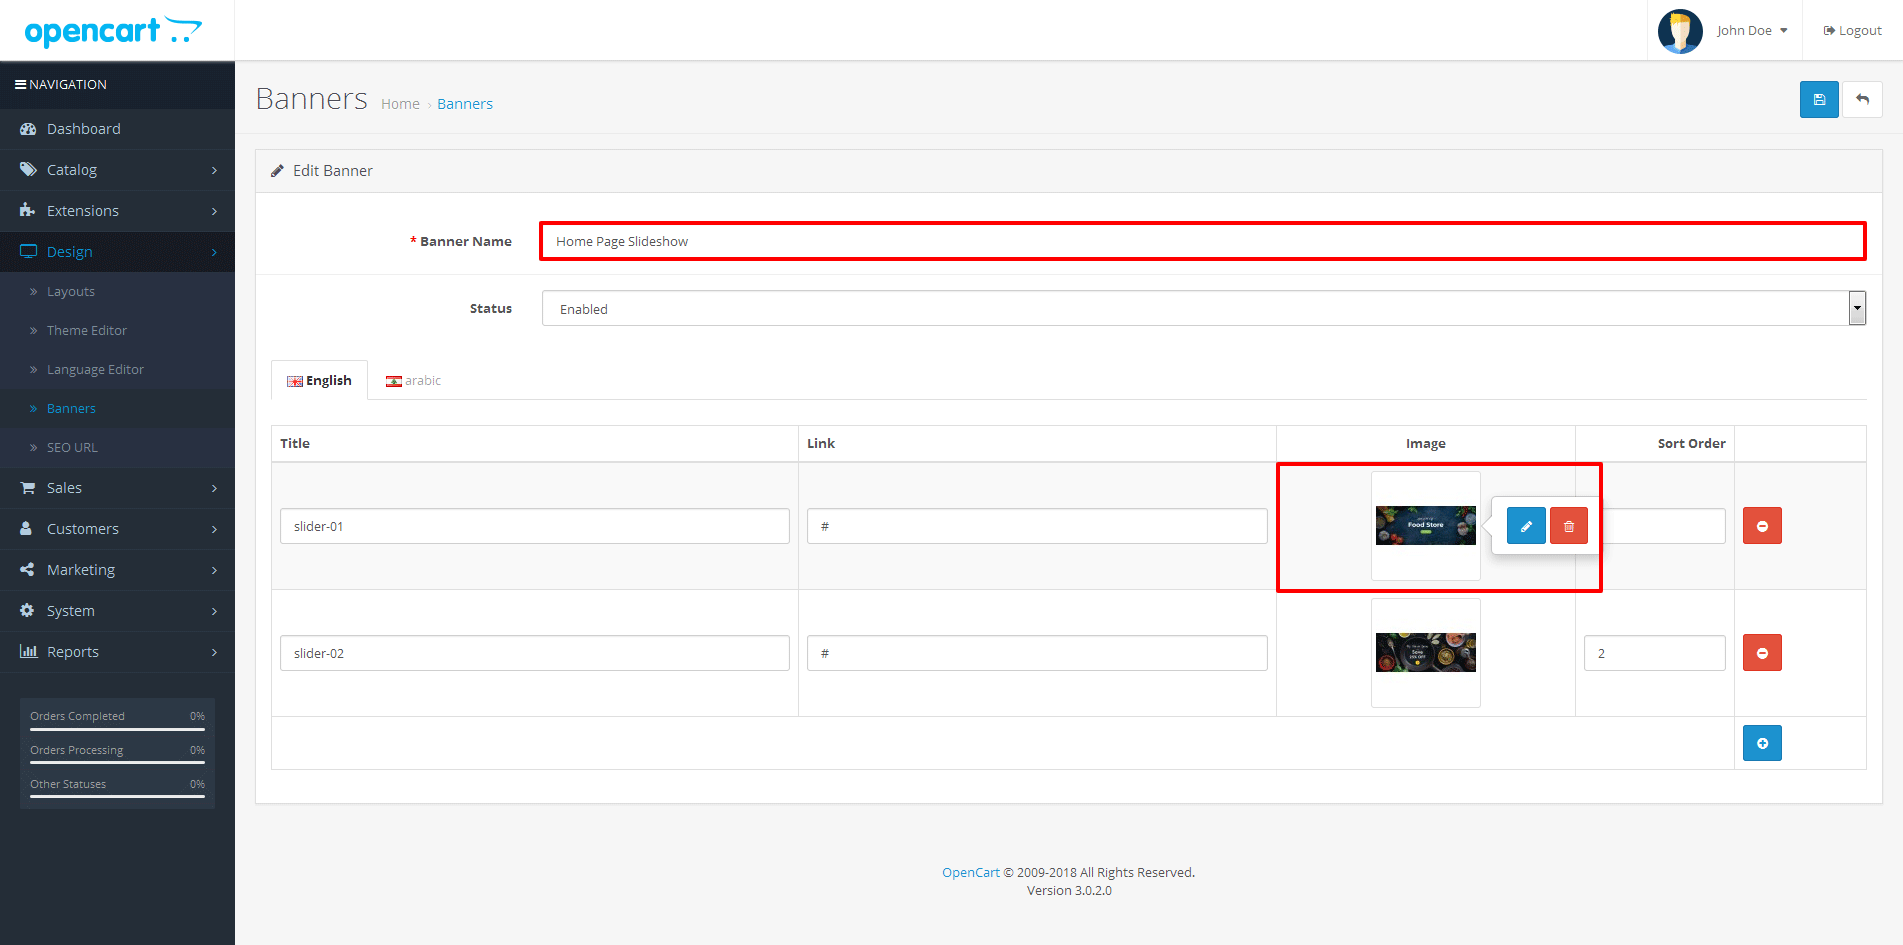 opencart
John Doe
Logout
NAVIGATION
Banners Home › Banners
Dashboard
Catalog
Extensions
Design
Layouts
Theme Editor
Language Editor
Banners
SEO URL
Sales
Customers
Marketing
System
Reports
Orders Completed 0%
Orders Processing 0%
Other Statuses 0%
Edit Banner
* Banner Name Home Page Slideshow
Status Enabled
English arabic
Title Link Image Sort Order
slider-01 #
Food Store
slider-02 # 2
OpenCart © 2009-2018 All Rights Reserved.
Version 3.0.2.0